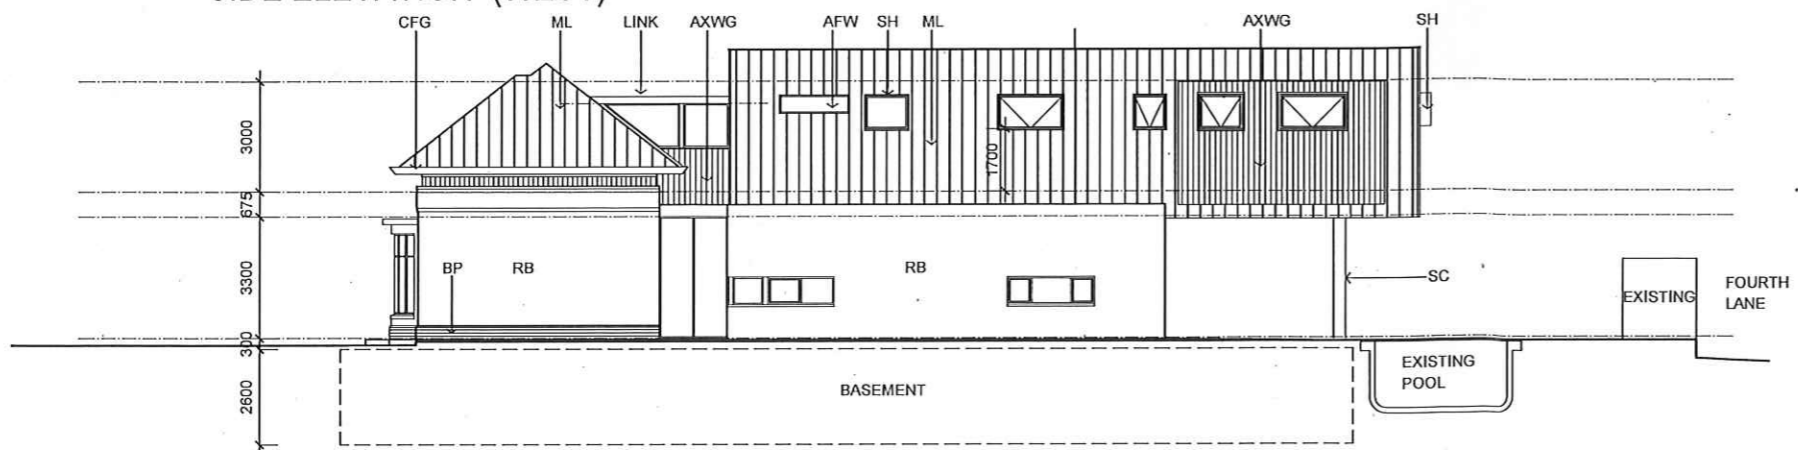 CFG ML LINK AXWG AFW SH ML AXWG SH
3000
1700
675
BP RB RB SC
3300
EXISTING
FOURTH
LANE
300
EXISTING
POOL
BASEMENT
2600